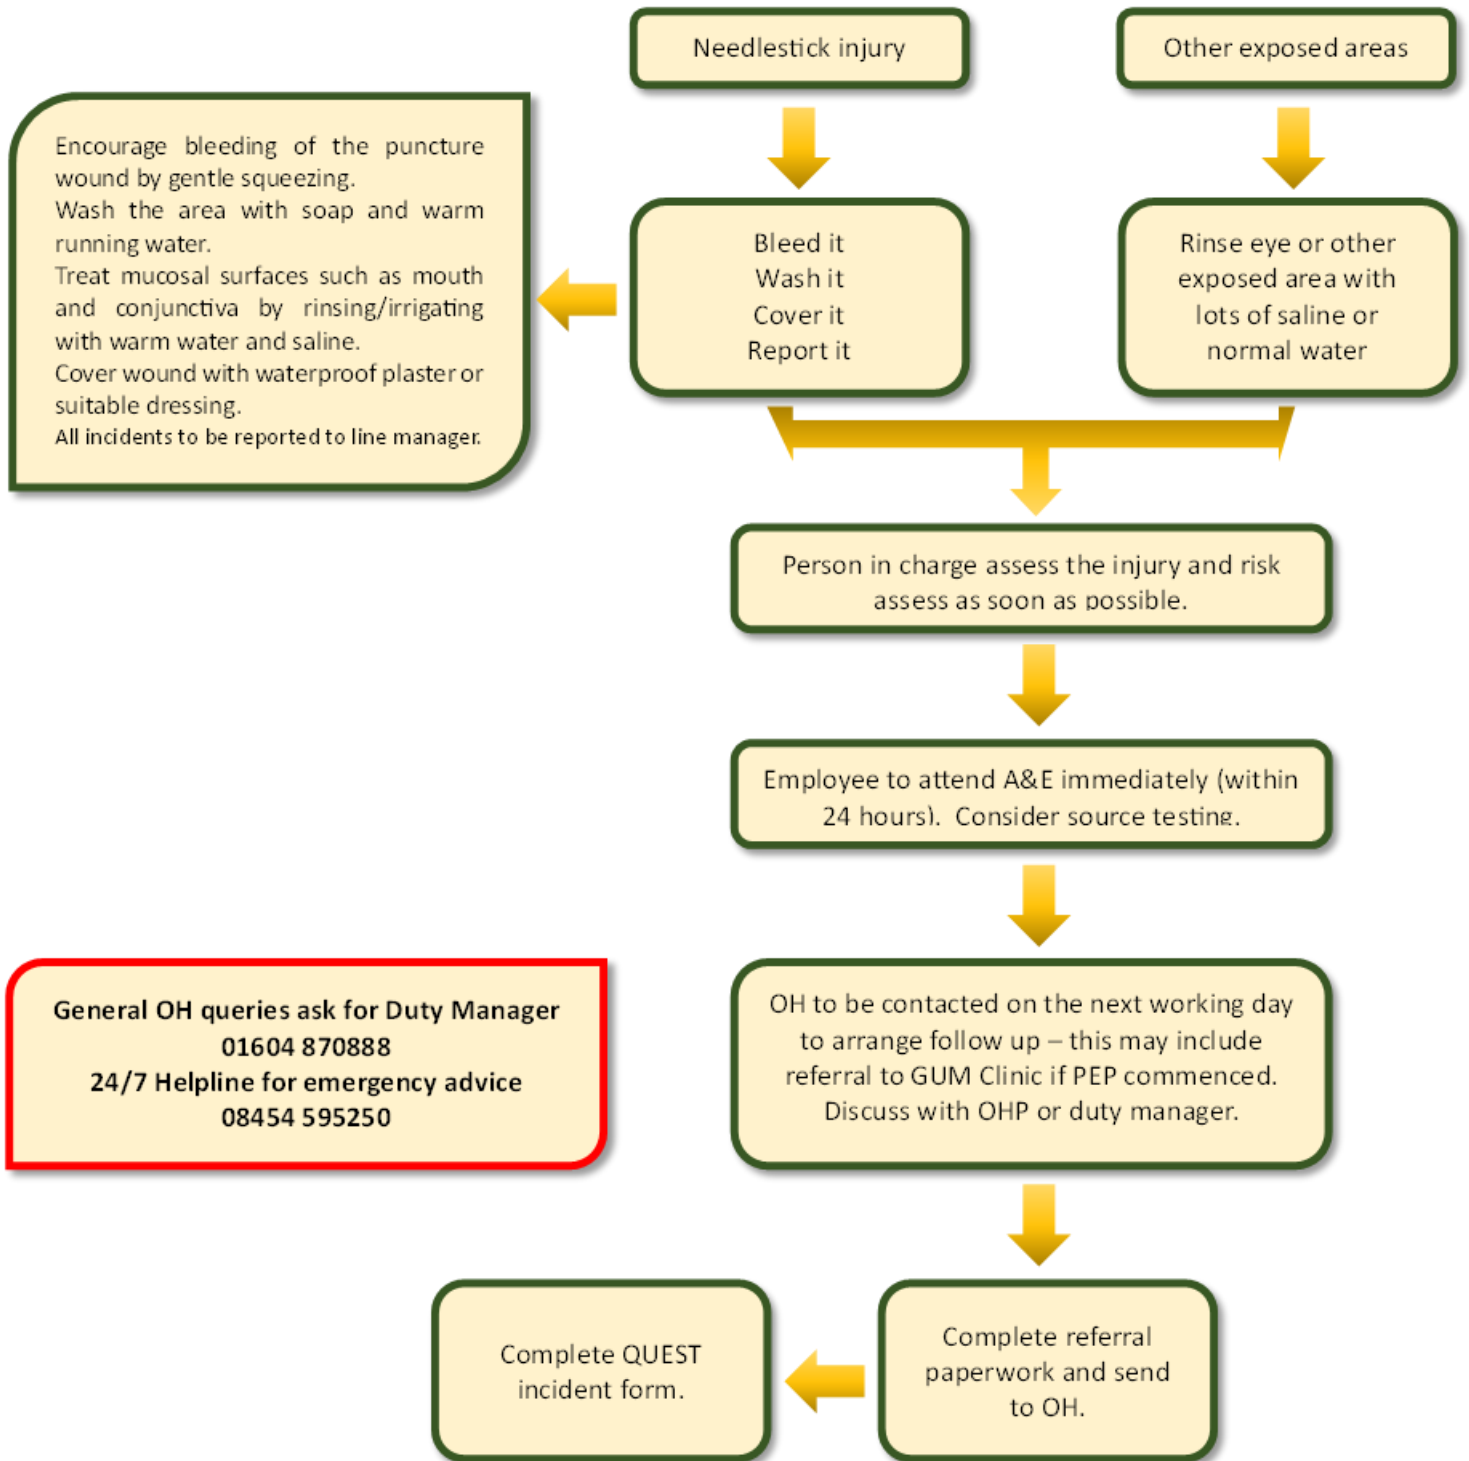 Needlestick injury
Other exposed areas
Encourage bleeding of the puncture
wound by gentle squeezing.
Wash the area with soap and warm
running water.
Treat mucosal surfaces such as mouth
and conjunctiva by rinsing/irrigating
with warm water and saline.
Cover wound with waterproof plaster or
suitable dressing.
All incidents to be reported to line manager.
Bleed it
Wash it
Cover it
Report it
Rinse eye or other
exposed area with
lots of saline or
normal water
Person in charge assess the injury and risk
assess as soon as possible.
Employee to attend A&E immediately (within
24 hours).  Consider source testing.
General OH queries ask for Duty Manager
01604 870888
24/7 Helpline for emergency advice
08454 595250
OH to be contacted on the next working day
to arrange follow up – this may include
referral to GUM Clinic if PEP commenced.
Discuss with OHP or duty manager.
Complete QUEST
incident form.
Complete referral
paperwork and send
to OH.